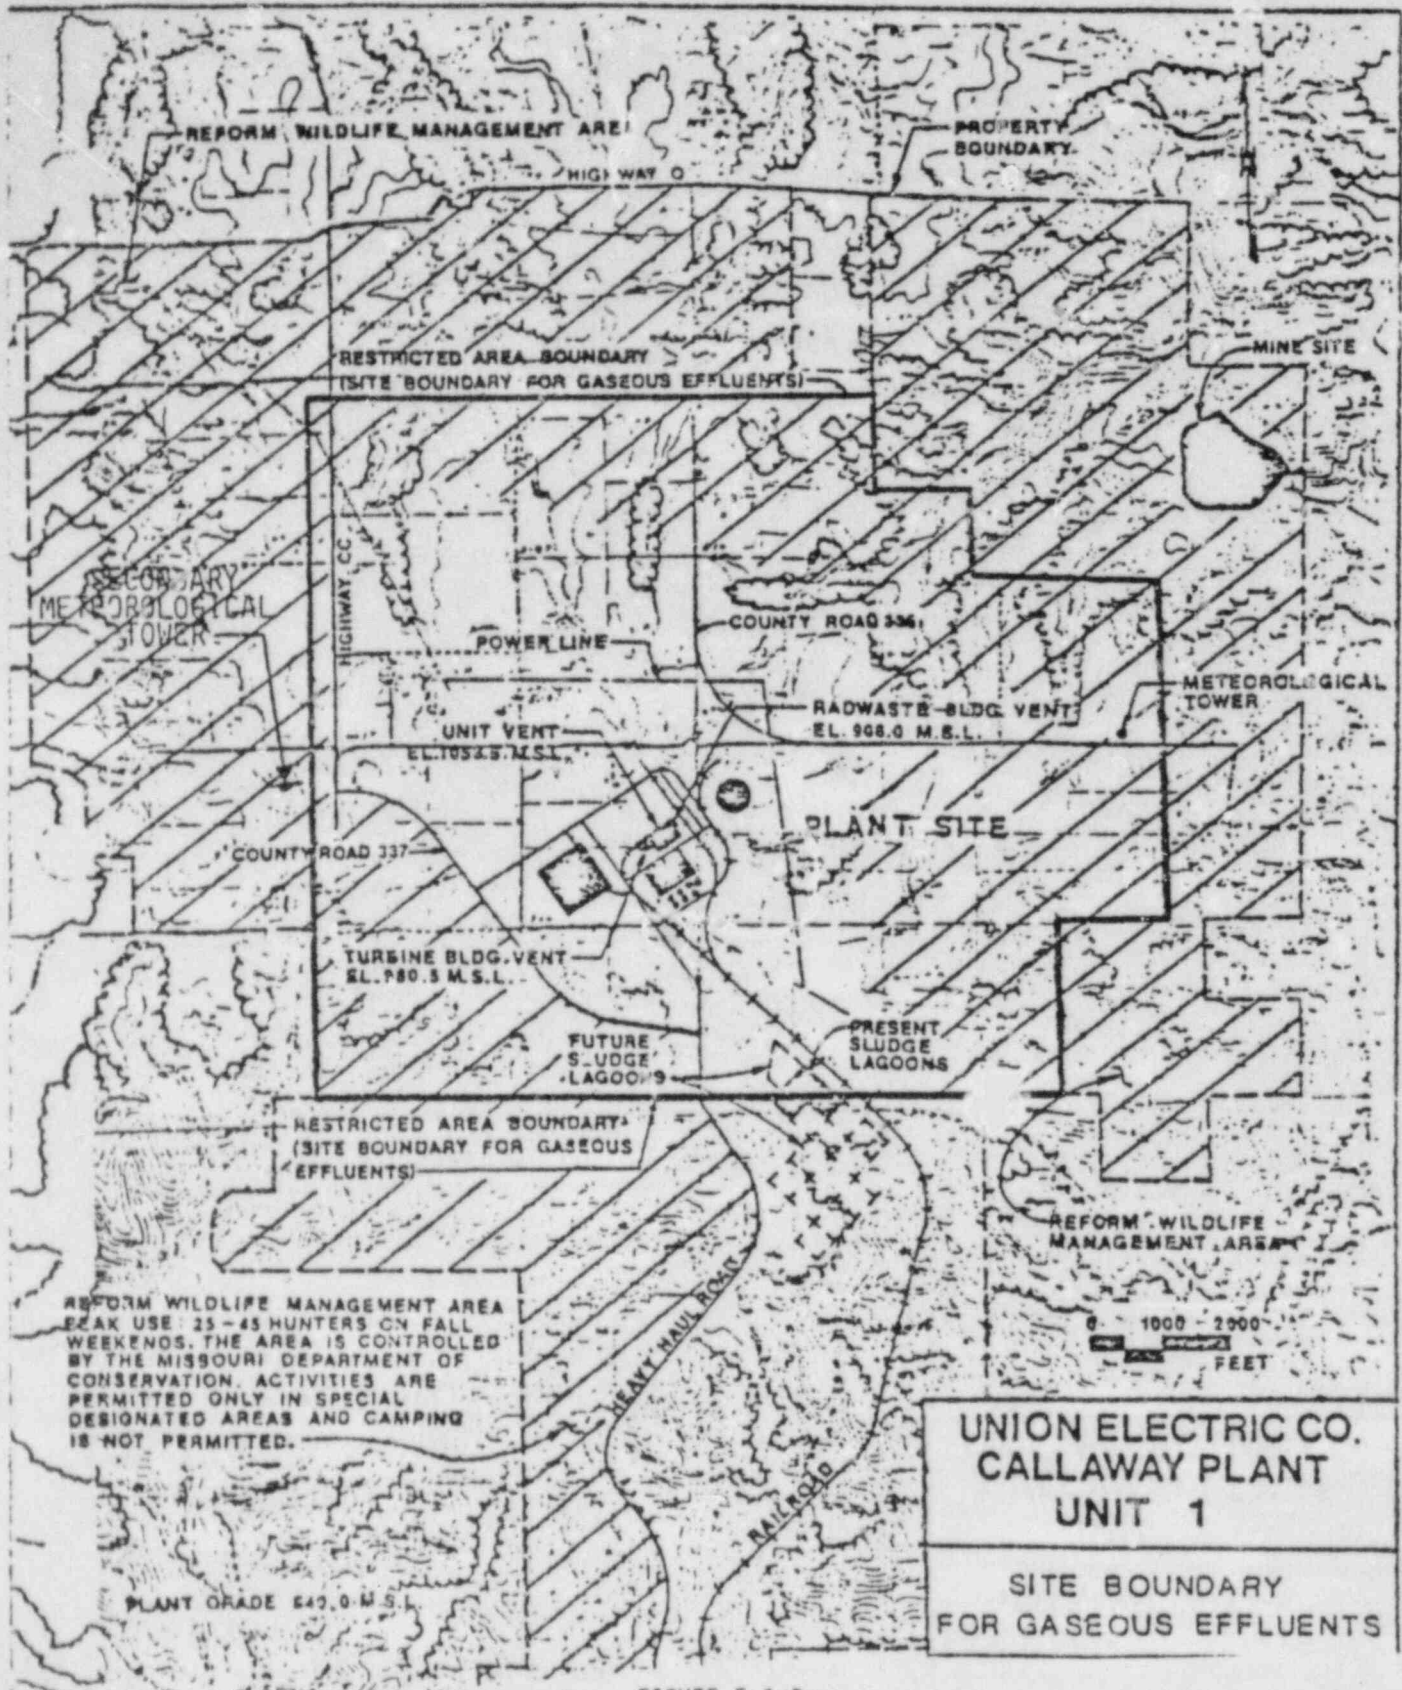 REFORM WILDLIFE MANAGEMENT AREA
PROPERTY
BOUNDARY
HIGHWAY O
RESTRICTED AREA BOUNDARY
(SITE BOUNDARY FOR GASEOUS EFFLUENTS)
MINE SITE
SECONDARY
METEOROLOGICAL
TOWER
HIGHWAY CC
POWER LINE
COUNTY ROAD
METEOROLOGICAL
TOWER
RADWASTE BLDG. VENT
EL. 908.0 M.S.L.
UNIT VENT
EL. M.S.L.
PLANT SITE
COUNTY ROAD 337
TURBINE BLDG. VENT
EL. M.S.L.
FUTURE
SLUDGE
LAGOONS
PRESENT
SLUDGE
LAGOONS
RESTRICTED AREA BOUNDARY
(SITE BOUNDARY FOR GASEOUS
EFFLUENTS)
REFORM WILDLIFE
MANAGEMENT AREA
HEAVY HAUL ROAD
RAILROAD
REFORM WILDLIFE MANAGEMENT AREA
PEAK USE 25-45 HUNTERS ON FALL
WEEKENDS. THE AREA IS CONTROLLED
BY THE MISSOURI DEPARTMENT OF
CONSERVATION. ACTIVITIES ARE
PERMITTED ONLY IN SPECIAL
DESIGNATED AREAS AND CAMPING
IS NOT PERMITTED.
0 1000 2000
FEET
PLANT GRADE M.S.L.
UNION ELECTRIC CO.
CALLAWAY PLANT
UNIT 1
SITE BOUNDARY
FOR GASEOUS EFFLUENTS